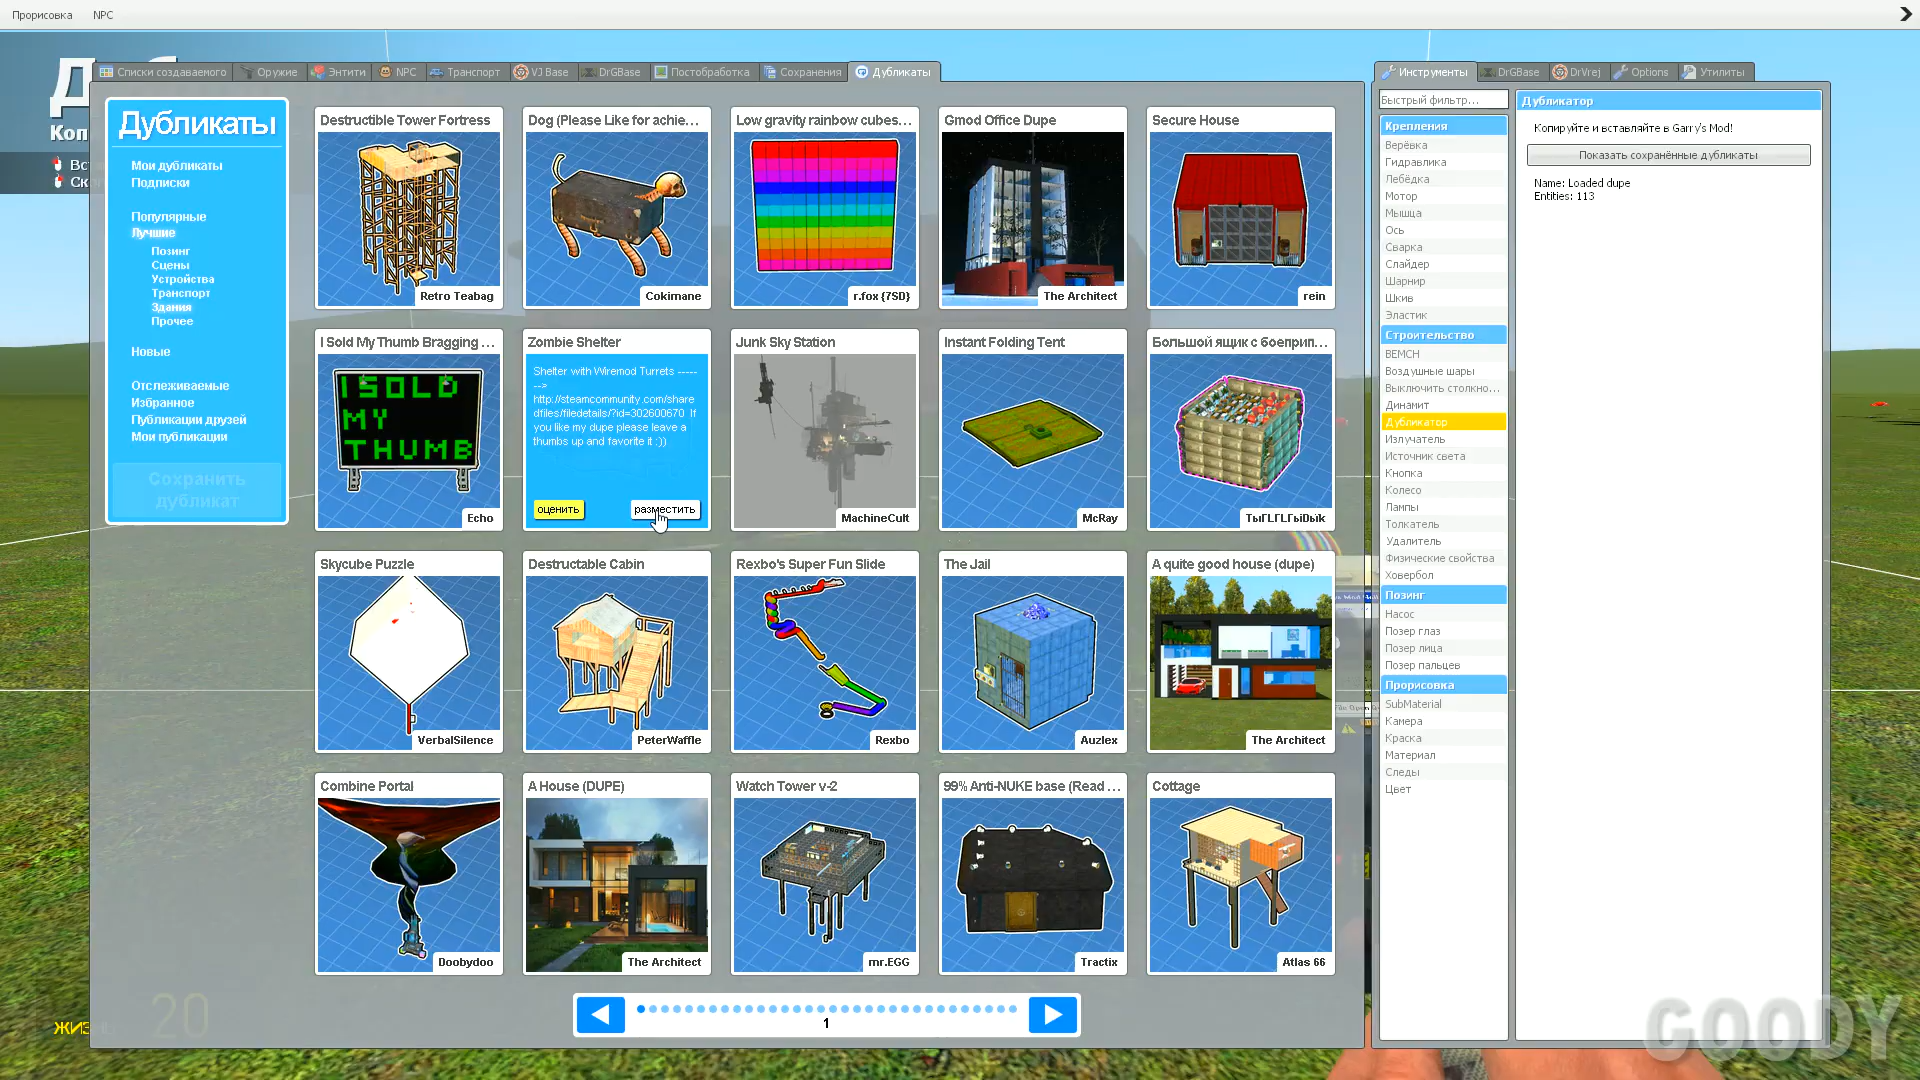 Прорисовка
NPC
Списки создаваемого
Оружие
Энтити
NPC
Транспорт
VJ Base
DrGBase
Постобработка
Сохранения
Дубликаты
Дубликаты
Мои дубликаты
Подписки
Популярные
Лучшие
Позинг
Сцены
Устройства
Транспорт
Здания
Прочее
Новые
Отслеживаемые
Избранное
Публикации друзей
Мои публикации
Сохранить
дубликат
Destructible Tower Fortress
Retro Teabag
Dog (Please Like for achie...
Cokimane
Low gravity rainbow cubes...
r.fox {7SD}
Gmod Office Dupe
The Architect
Secure House
rein
I Sold My Thumb Bragging ...
I SOLD
MY
THUMB
Echo
Zombie Shelter
Shelter with Wiremod Turrets -----
-->
http://steamcommunity.com/share
dfiles/filedetails/?id=302600670 If
you like my dupe please leave a
thumbs up and favorite it :))
оценить
разместить
Junk Sky Station
MachineCult
Instant Folding Tent
McRay
Большой ящик с боеприп...
Skycube Puzzle
VerbalSilence
Destructable Cabin
PeterWaffle
Rexbo's Super Fun Slide
Rexbo
The Jail
Auzlex
A quite good house (dupe)
The Architect
Combine Portal
Doobydoo
A House (DUPE)
The Architect
Watch Tower v-2
mr.EGG
99% Anti-NUKE base (Read ...
Tractix
Cottage
Atlas 66
1
Инструменты
DrGBase
DrVrej
Options
Утилиты
Быстрый фильтр...
Крепления
Верёвка
Гидравлика
Лебёдка
Мотор
Мышца
Ось
Сварка
Слайдер
Шарнир
Шкив
Эластик
Строительство
BEMCH
Воздушные шары
Выключить столкно...
Динамит
Дубликатор
Излучатель
Источник света
Кнопка
Колесо
Лампы
Толкатель
Удалитель
Физические свойства
Ховербол
Позинг
Насос
Позер глаз
Позер лица
Позер пальцев
Прорисовка
SubMaterial
Камера
Краска
Материал
Следы
Цвет
Дубликатор
Копируйте и вставляйте в Garry's Mod!
Показать сохранённые дубликаты
Name: Loaded dupe
Entities: 113
20
GOODY